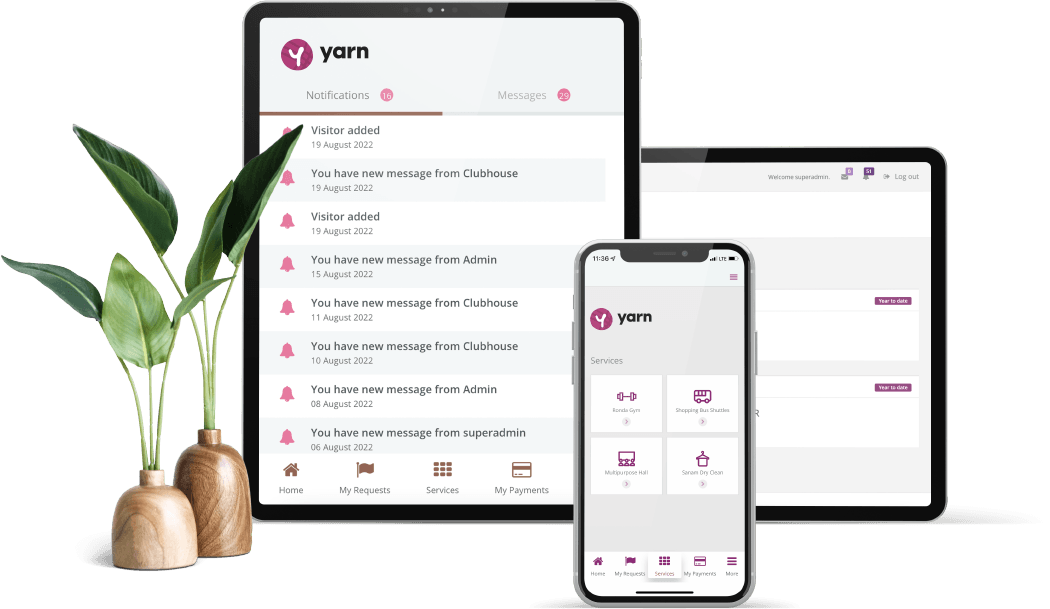 yarn
Notifications 16
Messages 29
Visitor added
19 August 2022
You have new message from Clubhouse
19 August 2022
Visitor added
19 August 2022
You have new message from Admin
15 August 2022
You have new message from Clubhouse
11 August 2022
You have new message from Clubhouse
10 August 2022
You have new message from Admin
08 August 2022
You have new message from superadmin
06 August 2022
Home My Requests Services My Payments
Welcome superadmin. 51 Log out
Year to date
Year to date
R
11:36 LTE
yarn
Services
Ronda Gym Shopping Bus Shuttles
Multipurpose Hall Sanam Dry Clean
Home My Requests Services My Payments More